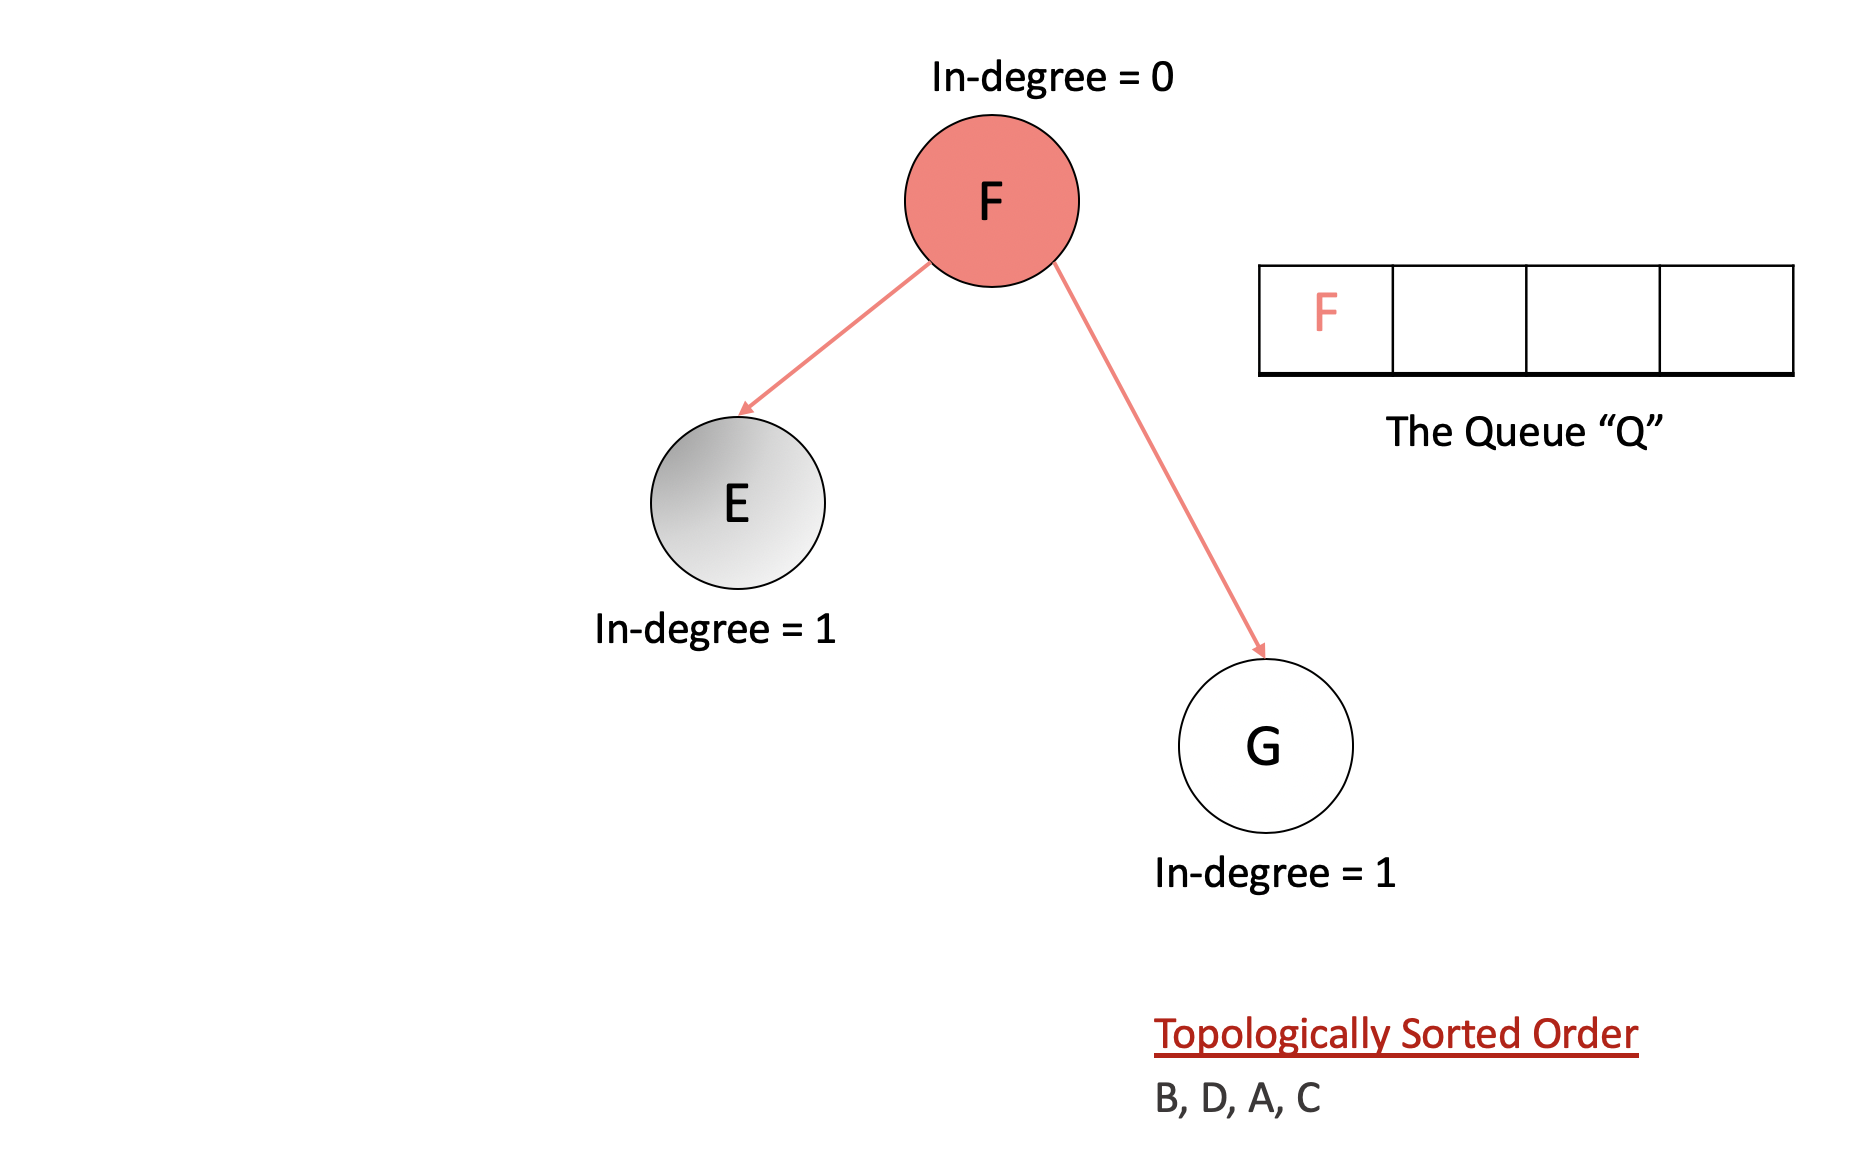 In-degree = 0
F
F
The Queue “Q”
E
In-degree = 1
G
In-degree = 1
Topologically Sorted Order
B, D, A, C